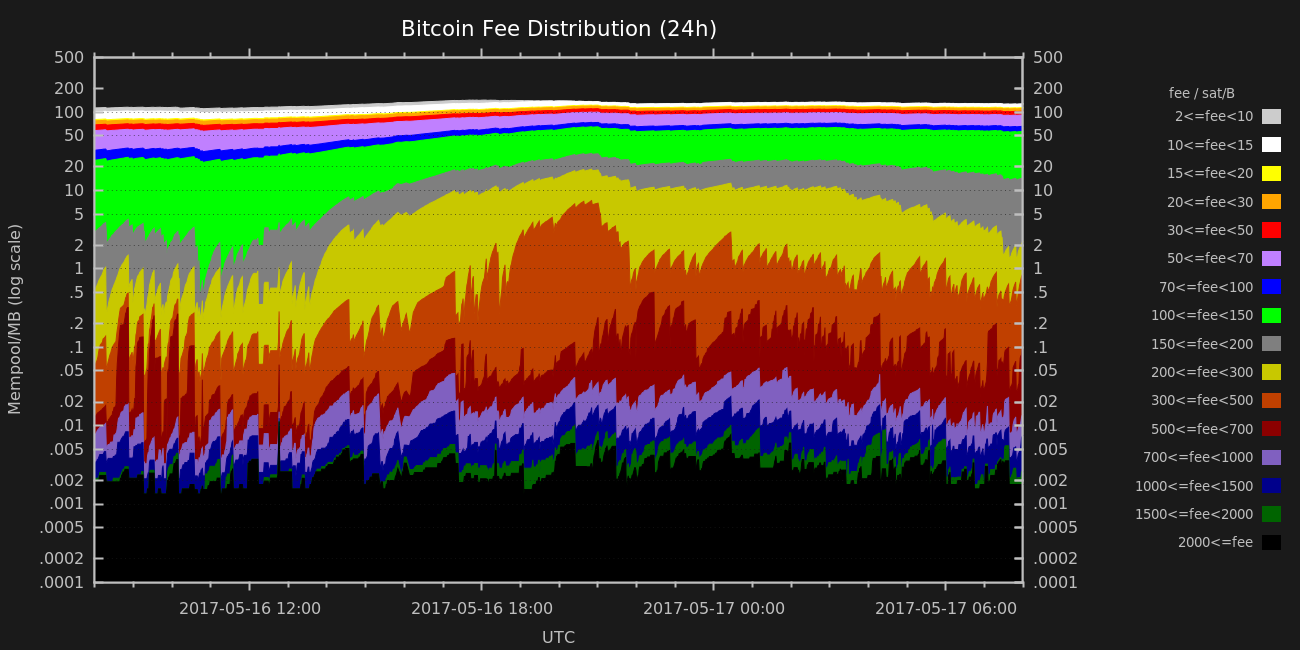 Bitcoin Fee Distribution (24h)
500
200
100
50
20
10
5
2
1
.5
.2
.1
.05
.02
.01
.005
.002
.001
.0005
.0002
.0001
Mempool/MB (log scale)
500
200
100
50
20
10
5
2
1
.5
.2
.1
.05
.02
.01
.005
.002
.001
.0005
.0002
.0001
2017-05-16 12:00
2017-05-16 18:00
2017-05-17 00:00
2017-05-17 06:00
UTC
fee / sat/B
2<=fee<10
10<=fee<15
15<=fee<20
20<=fee<30
30<=fee<50
50<=fee<70
70<=fee<100
100<=fee<150
150<=fee<200
200<=fee<300
300<=fee<500
500<=fee<700
700<=fee<1000
1000<=fee<1500
1500<=fee<2000
2000<=fee